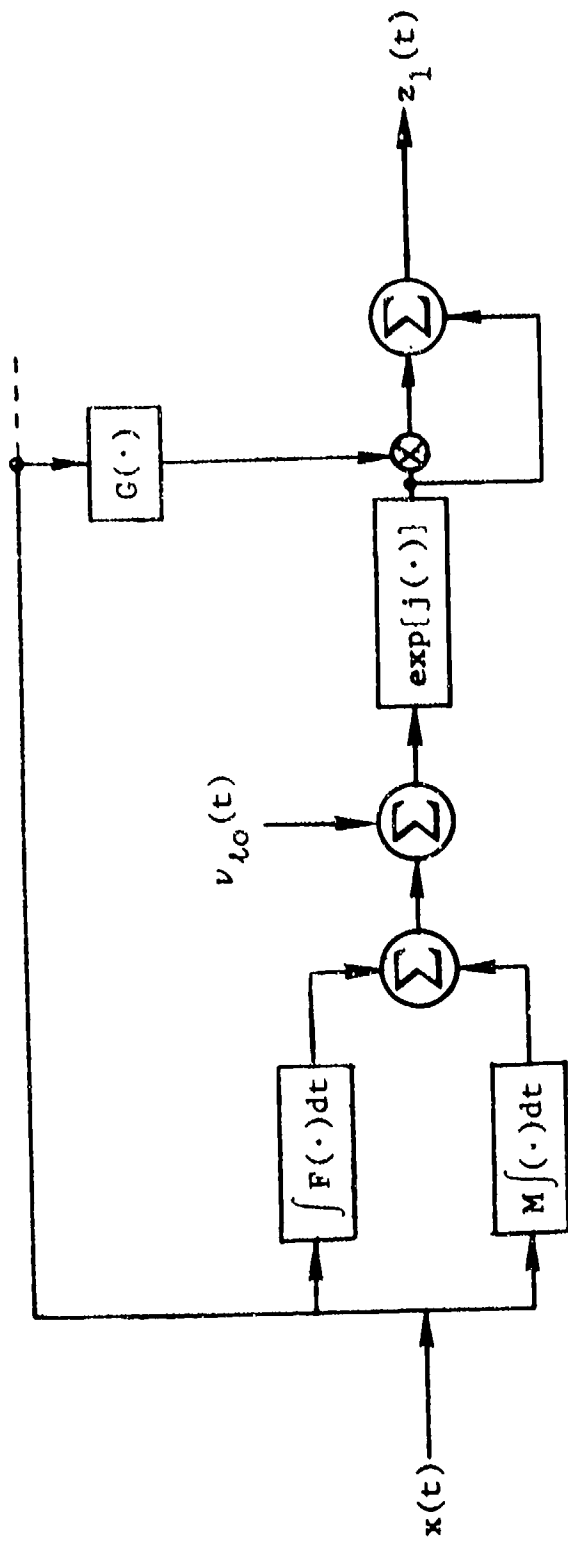 x(t)
∫ F(·)dt
M∫(·)dt
Σ
ν_{ℓo}(t)
Σ
exp{j(·)}
G(·)
Σ
z_1(t)